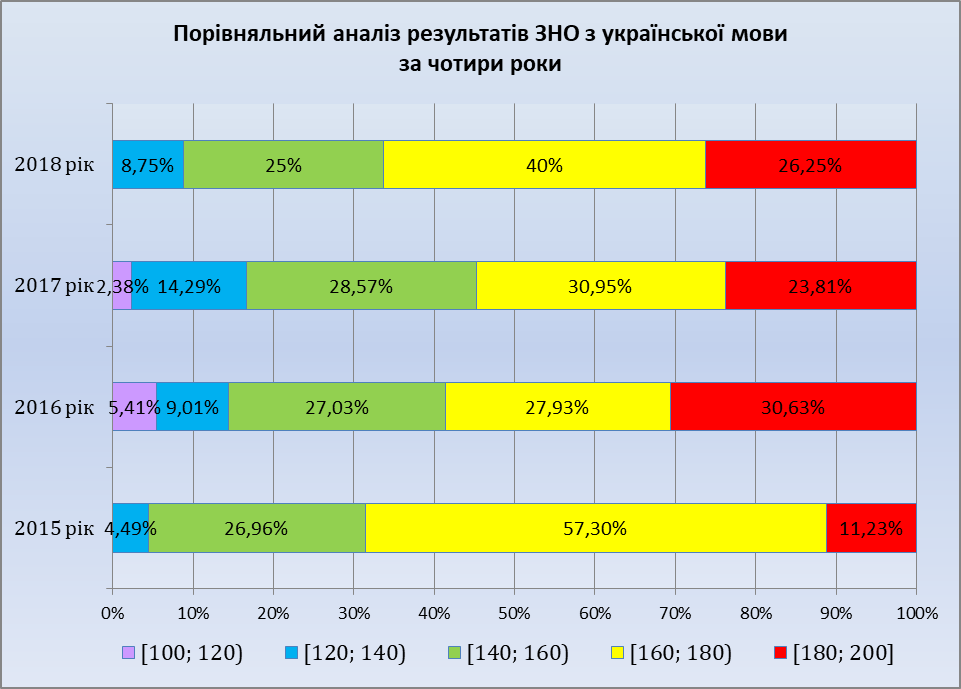 Порівняльний аналіз результатів ЗНО з української мови
за чотири роки
2018 рік 8,75% 25% 40% 26,25%
2017 рік 2,38% 14,29% 28,57% 30,95% 23,81%
2016 рік 5,41% 9,01% 27,03% 27,93% 30,63%
2015 рік 4,49% 26,96% 57,30% 11,23%
0% 10% 20% 30% 40% 50% 60% 70% 80% 90% 100%
[100; 120) [120; 140) [140; 160) [160; 180) [180; 200]